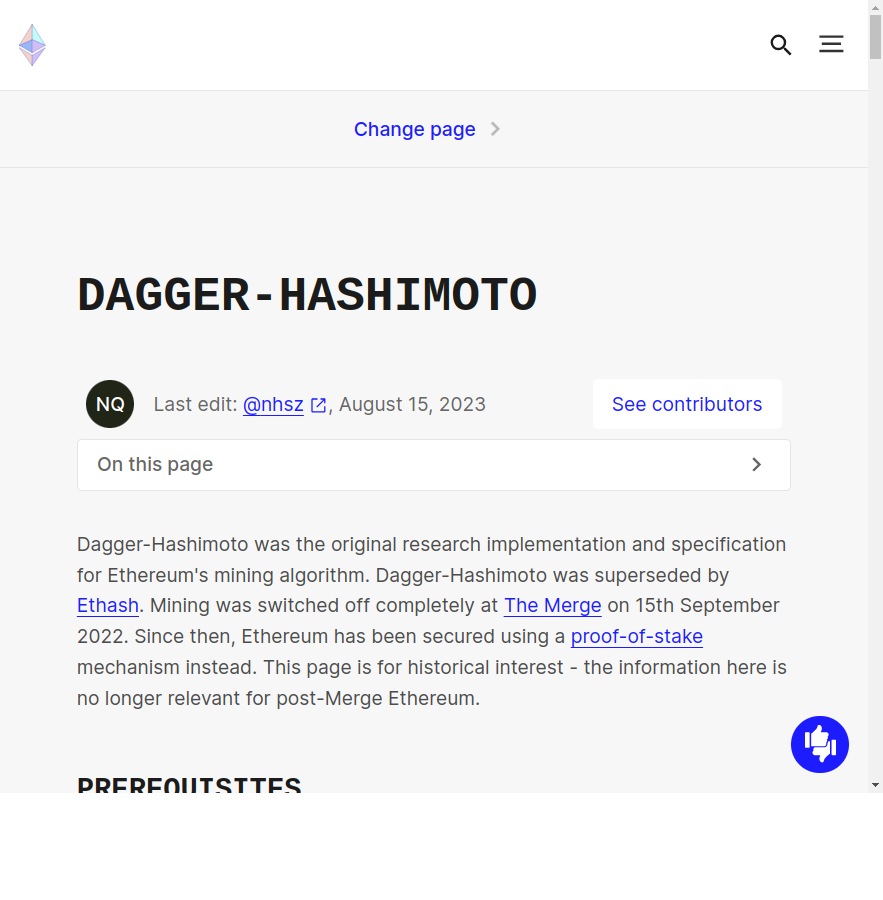 Change page
DAGGER-HASHIMOTO
NQ
Last edit: @nhsz, August 15, 2023
See contributors
On this page
Dagger-Hashimoto was the original research implementation and specification
for Ethereum's mining algorithm. Dagger-Hashimoto was superseded by
Ethash. Mining was switched off completely at The Merge on 15th September
2022. Since then, Ethereum has been secured using a proof-of-stake
mechanism instead. This page is for historical interest - the information here is
no longer relevant for post-Merge Ethereum.
PREREQUISITES